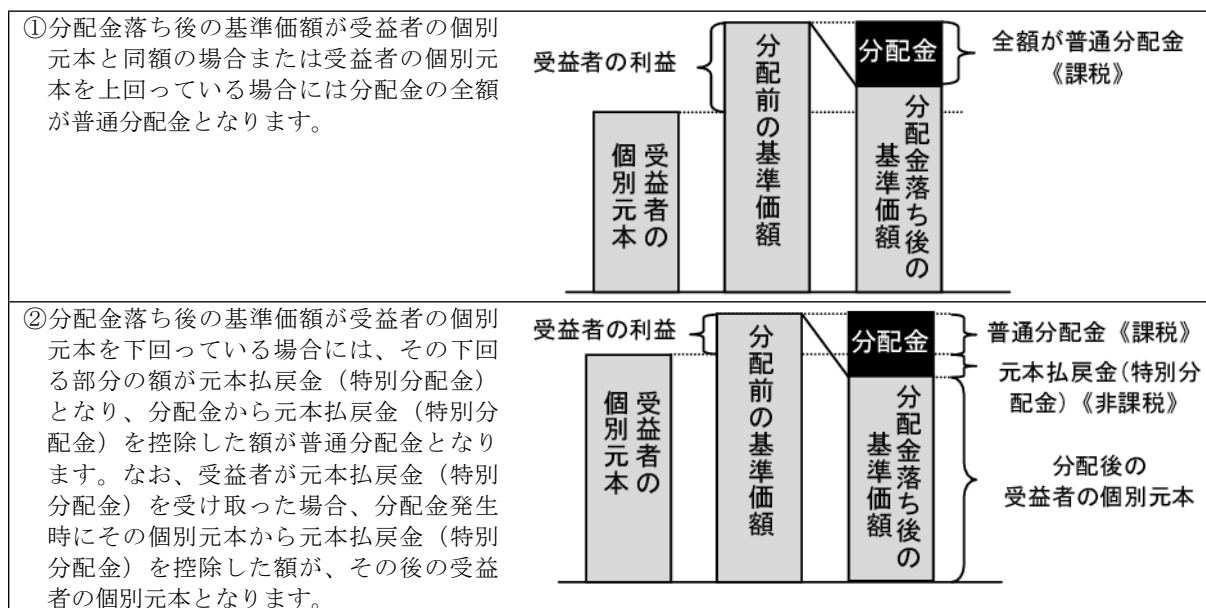 ①分配金落ち後の基準価額が受益者の個別
元本と同額の場合または受益者の個別元
本を上回っている場合には分配金の全額
が普通分配金となります。
受益者の利益
受益者の
個別元本
分配前の基準価額
分配金
分配金落ち後の
基準価額
全額が普通分配金
《課税》
②分配金落ち後の基準価額が受益者の個別
元本を下回っている場合には、その下回
る部分の額が元本払戻金（特別分配金）
となり、分配金から元本払戻金（特別分
配金）を控除した額が普通分配金となり
ます。なお、受益者が元本払戻金（特別
分配金）を受け取った場合、分配金発生
時にその個別元本から元本払戻金（特別
分配金）を控除した額が、その後の受益
者の個別元本となります。
受益者の利益
受益者の
個別元本
分配前の基準価額
分配金
分配金落ち後の
基準価額
普通分配金《課税》
元本払戻金（特別分
配金）《非課税》
分配後の
受益者の個別元本